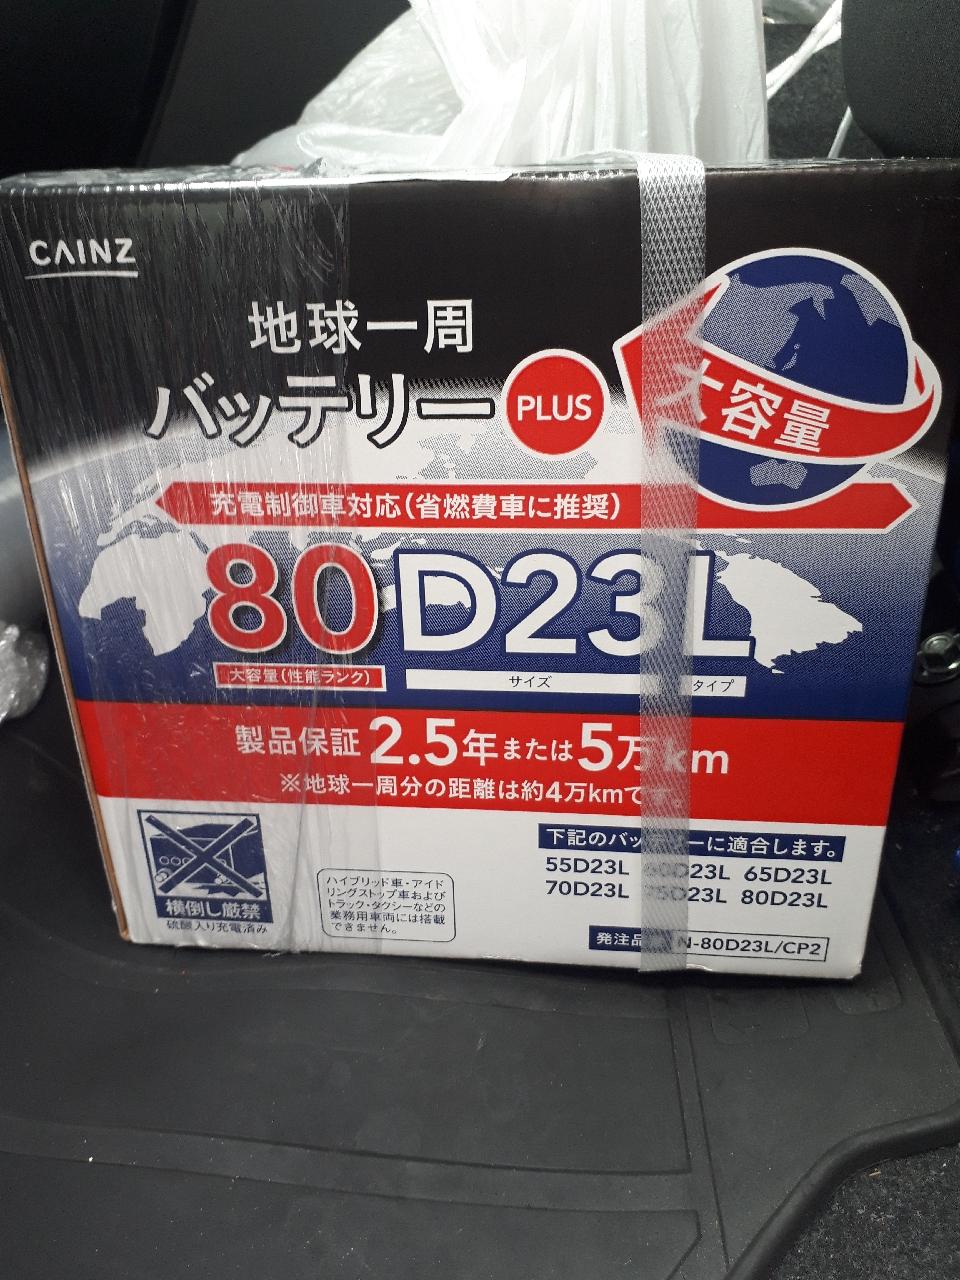 CAINZ
地球一周
バッテリー PLUS
大容量
充電制御車対応(省燃費車に推奨)
80D23L
大容量(性能ランク) サイズ タイプ
製品保証2.5年または5万km
※地球一周分の距離は約4万kmです。
横倒し厳禁
硫酸入り充電済み
ハイブリッド車・アイド
リングストップ車および
トラック・タクシーなどの
業務用車両には搭載
できません。
下記のバッテリーに適合します。
55D23L 60D23L 65D23L
70D23L 75D23L 80D23L
発注品 N-80D23L/CP2